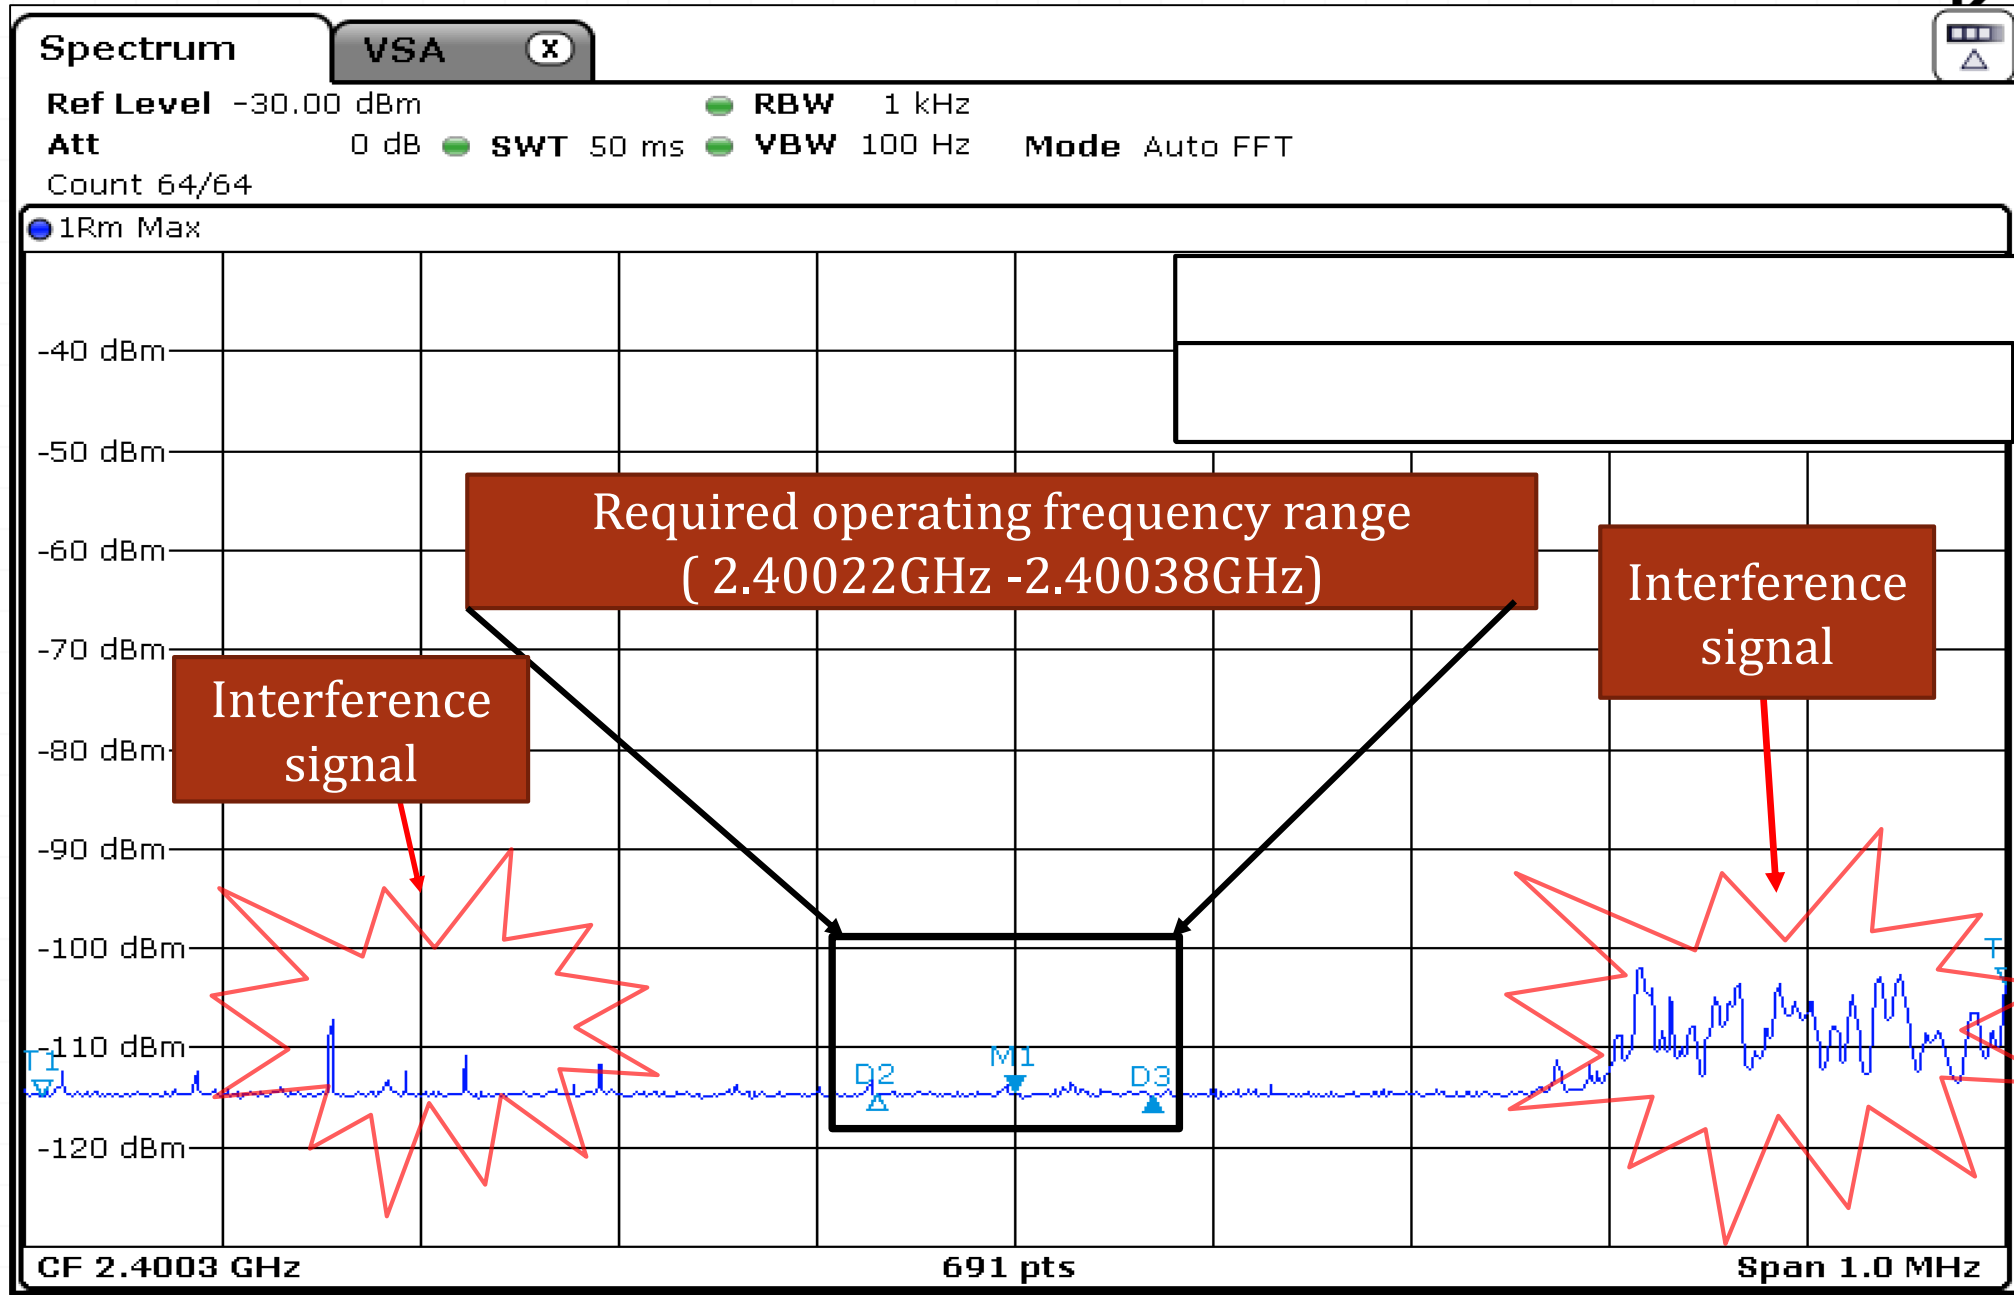 Spectrum
VSA X
Ref Level -30.00 dBm RBW 1 kHz
Att 0 dB SWT 50 ms VBW 100 Hz Mode Auto FFT
Count 64/64
1Rm Max
-40 dBm
-50 dBm
Required operating frequency range
( 2.40022GHz -2.40038GHz)
-60 dBm
Interference
signal
-70 dBm
Interference
signal
-80 dBm
-90 dBm
-100 dBm
T
-110 dBm
T1
D2
M1
D3
-120 dBm
CF 2.4003 GHz 691 pts Span 1.0 MHz